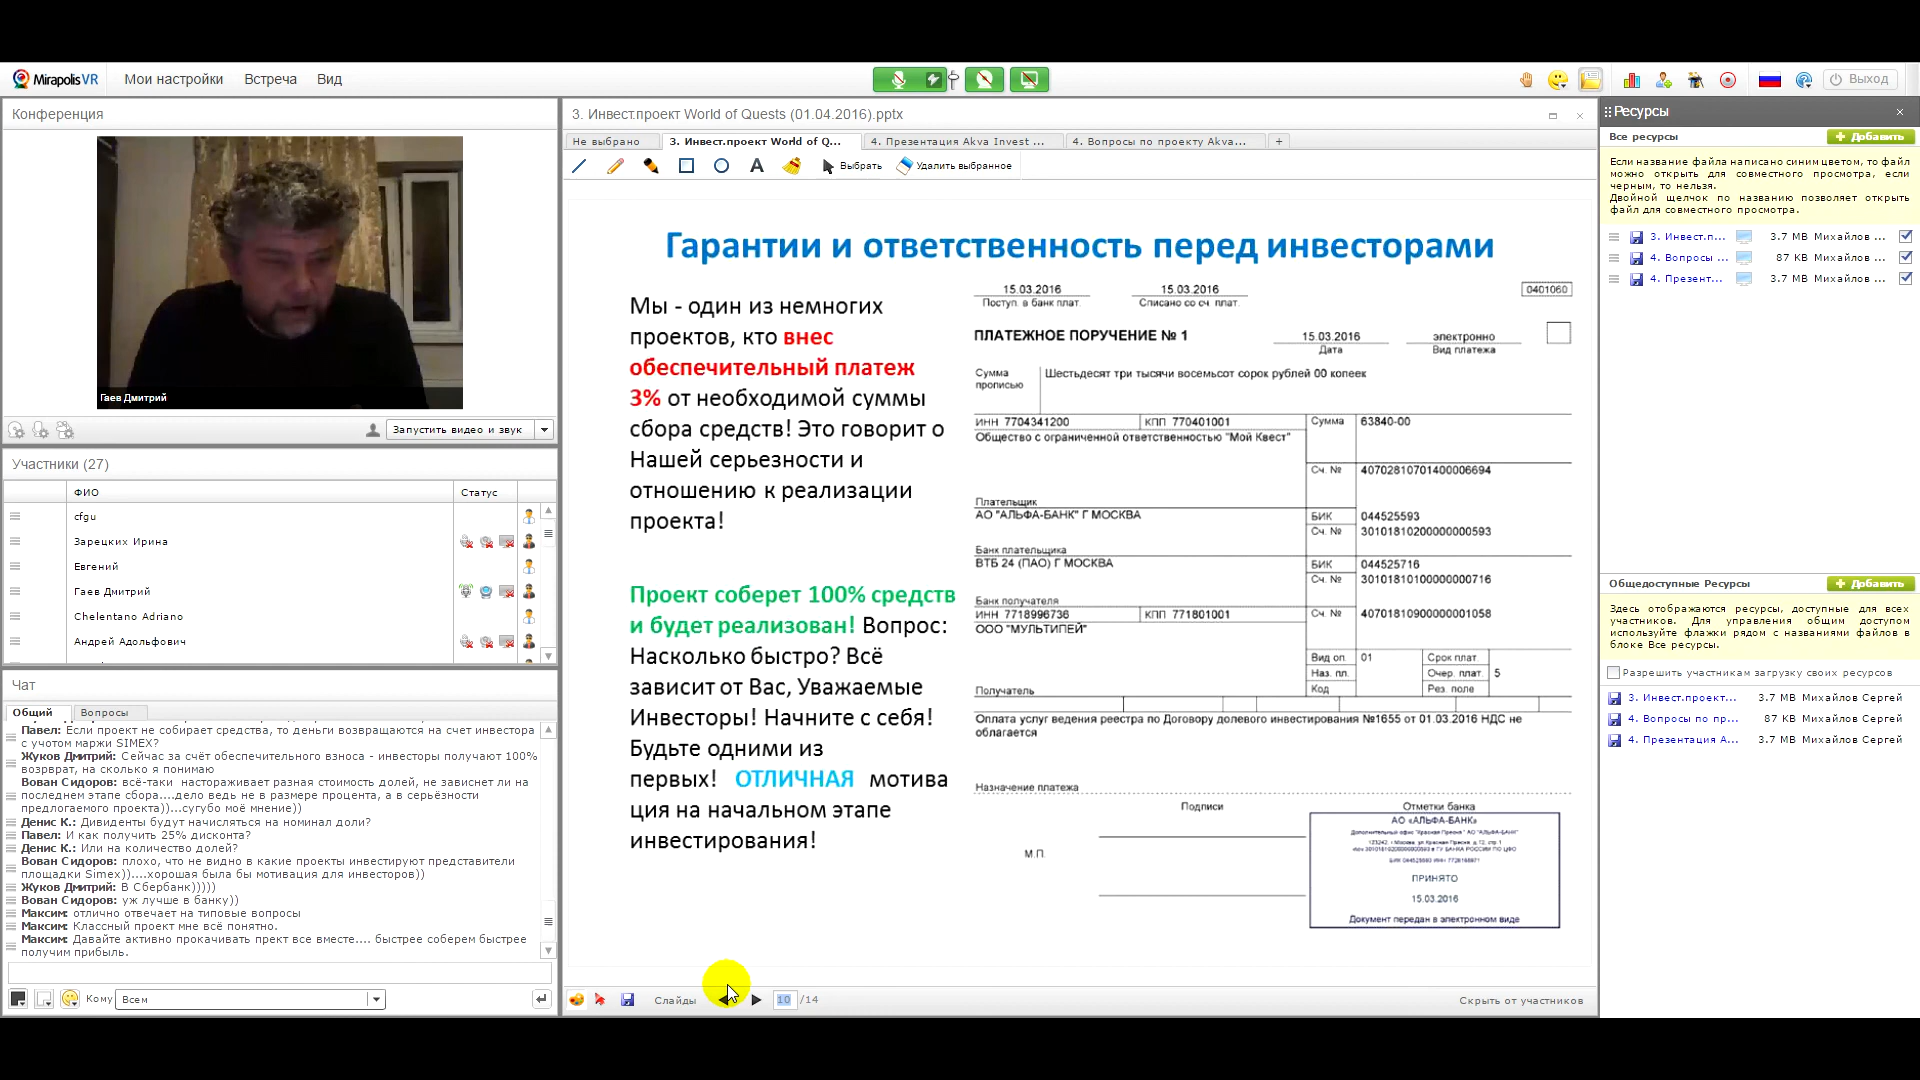 Mirapolis VR
Мои настройки
Встреча
Вид
Выход
Конференция
Гаев Дмитрий
Запустить видео и звук
Участники (27)
ФИО
Статус
cfgu
Зарецких Ирина
Евгений
Гаев Дмитрий
Chelentano Adriano
Андрей Адольфович
Чат
Общий
Вопросы
Павел: Если проект не собирает средства, то деньги возвращаются на счет инвестора
с учотом маржи SIMEX?
Жуков Дмитрий: Сейчас за счёт обеспечительного взноса - инвесторы получают 100%
возрврат, на сколько я понимаю
Вован Сидоров: всё-таки настораживает разная стоимость долей, не зависнет ли на
последнем этапе сбора....дело ведь не в размере процента, а в серьёзности
предлогаемого проекта))...сугубо моё мнение))
Денис К.: Дивиденты будут начисляться на номинал доли?
Павел: И как получить 25% дисконта?
Денис К.: Или на количество долей?
Вован Сидоров: плохо, что не видно в какие проекты инвестируют представители
площадки Simex))....хорошая была бы мотивация для инвесторов))
Жуков Дмитрий: В Сбербанк)))))
Вован Сидоров: уж лучше в банку))
Максим: отлично отвечает на типовые вопросы
Максим: Классный проект мне всё понятно.
Максим: Давайте активно прокачивать прект все вместе.... быстрее соберем быстрее
получим прибыль.
Кому
Всем
3. Инвест.проект World of Quests (01.04.2016).pptx
Не выбрано
3. Инвест.проект World of Q...
4. Презентация Akva Invest ...
4. Вопросы по проекту Akva...
+
A
Выбрать
Удалить выбранное
Гарантии и ответственность перед инвесторами
Мы - один из немногих
проектов, кто внес
обеспечительный платеж
3% от необходимой суммы
сбора средств! Это говорит о
Нашей серьезности и
отношению к реализации
проекта!
Проект соберет 100% средств
и будет реализован! Вопрос:
Насколько быстро? Всё
зависит от Вас, Уважаемые
Инвесторы! Начните с себя!
Будьте одними из
первых! ОТЛИЧНАЯ мотива
ция на начальном этапе
инвестирования!
15.03.2016
15.03.2016
0401060
Поступ. в банк плат.
Списано со сч. плат.
ПЛАТЕЖНОЕ ПОРУЧЕНИЕ № 1
15.03.2016
электронно
Дата
Вид платежа
Сумма
прописью
Шестьдесят три тысячи восемьсот сорок рублей 00 копеек
ИНН 7704341200
КПП 770401001
Сумма
63840-00
Общество с ограниченной ответственностью "Мой Квест"
Сч. №
40702810701400006694
Плательщик
АО "АЛЬФА-БАНК" Г МОСКВА
БИК
044525593
Сч. №
30101810200000000593
Банк плательщика
ВТБ 24 (ПАО) Г МОСКВА
БИК
044525716
Сч. №
30101810100000000716
Банк получателя
ИНН 7718996736
КПП 771801001
Сч. №
40701810900000001058
ООО "МУЛЬТИПЕЙ"
Вид оп.
01
Срок плат.
Наз. пл.
Очер. плат.
5
Получатель
Код
Рез. поле
Оплата услуг ведения реестра по Договору долевого инвестирования №1655 от 01.03.2016 НДС не
облагается
Назначение платежа
Подписи
Отметки банка
М.П.
АО «АЛЬФА-БАНК»
ПРИНЯТО
15.03.2016
Документ передан в электронном виде
Слайды
10 /14
Скрыть от участников
Ресурсы
Все ресурсы
Добавить
Если название файла написано синим цветом, то файл
можно открыть для совместного просмотра, если
черным, то нельзя.
Двойной щелчок по названию позволяет открыть
файл для совместного просмотра.
3. Инвест.п... 3.7 MB Михайлов ...
4. Вопросы ... 87 KB Михайлов ...
4. Презент... 3.7 MB Михайлов ...
Общедоступные Ресурсы
Добавить
Здесь отображаются ресурсы, доступные для всех
участников. Для управления общим доступом
используйте флажки рядом с названиями файлов в
блоке Все ресурсы.
Разрешить участникам загрузку своих ресурсов
3. Инвест.проект... 3.7 MB Михайлов Сергей
4. Вопросы по пр... 87 KB Михайлов Сергей
4. Презентация А... 3.7 MB Михайлов Сергей